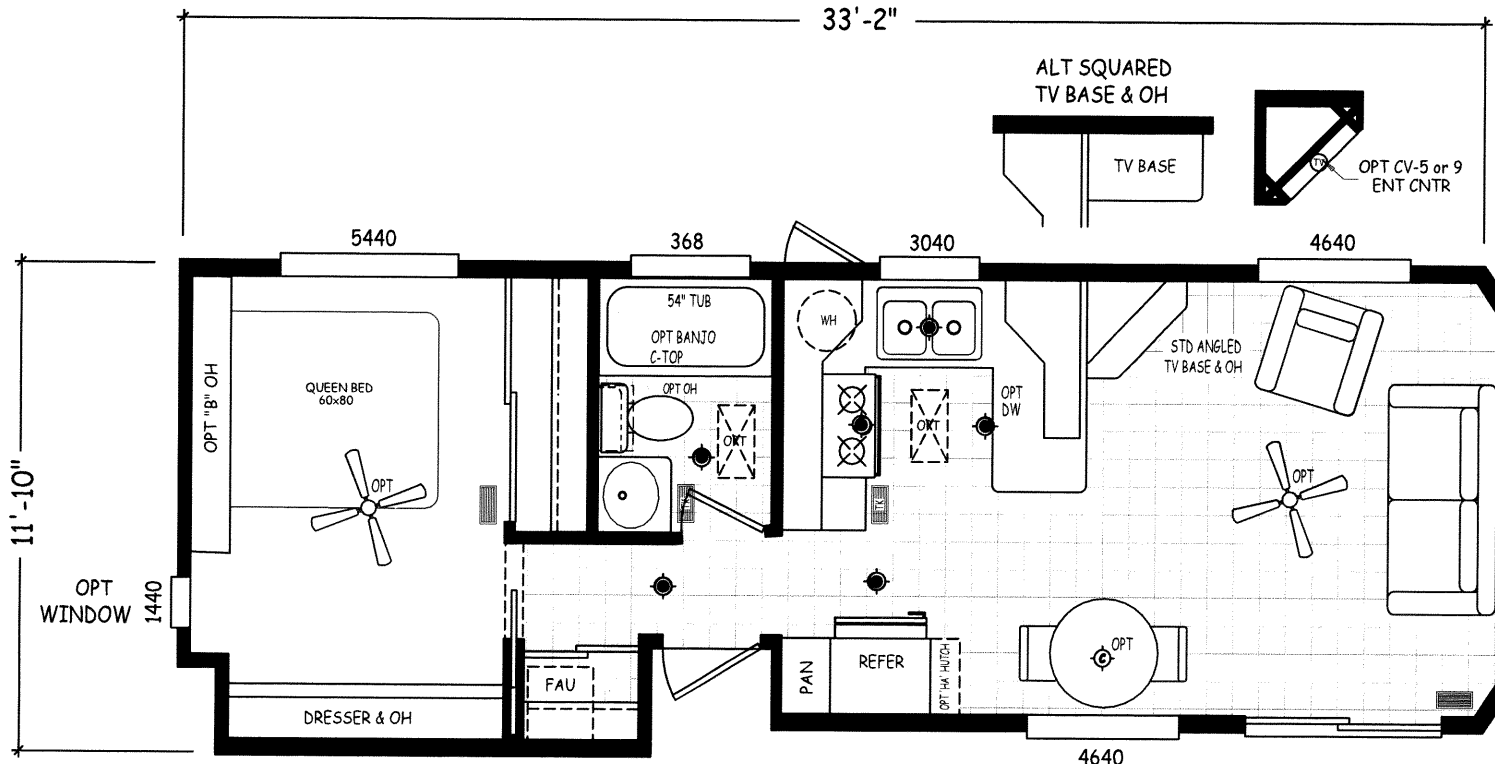 33'-2"
ALT SQUARED
TV BASE & OH
TV BASE
TV
OPT CV-5 or 9
ENT CNTR
5440
368
3040
4640
54" TUB
OPT BANJO
C-TOP
WH
STD ANGLED
TV BASE & OH
OPT "B" OH
QUEEN BED
60x80
OPT OH
OPT
DW
OPT
OPT
OPT
OPT
TK
TK
11'-10"
OPT
WINDOW
1440
C
OPT
PAN
REFER
OPT 'HA' HUTCH
FAU
DRESSER & OH
4640